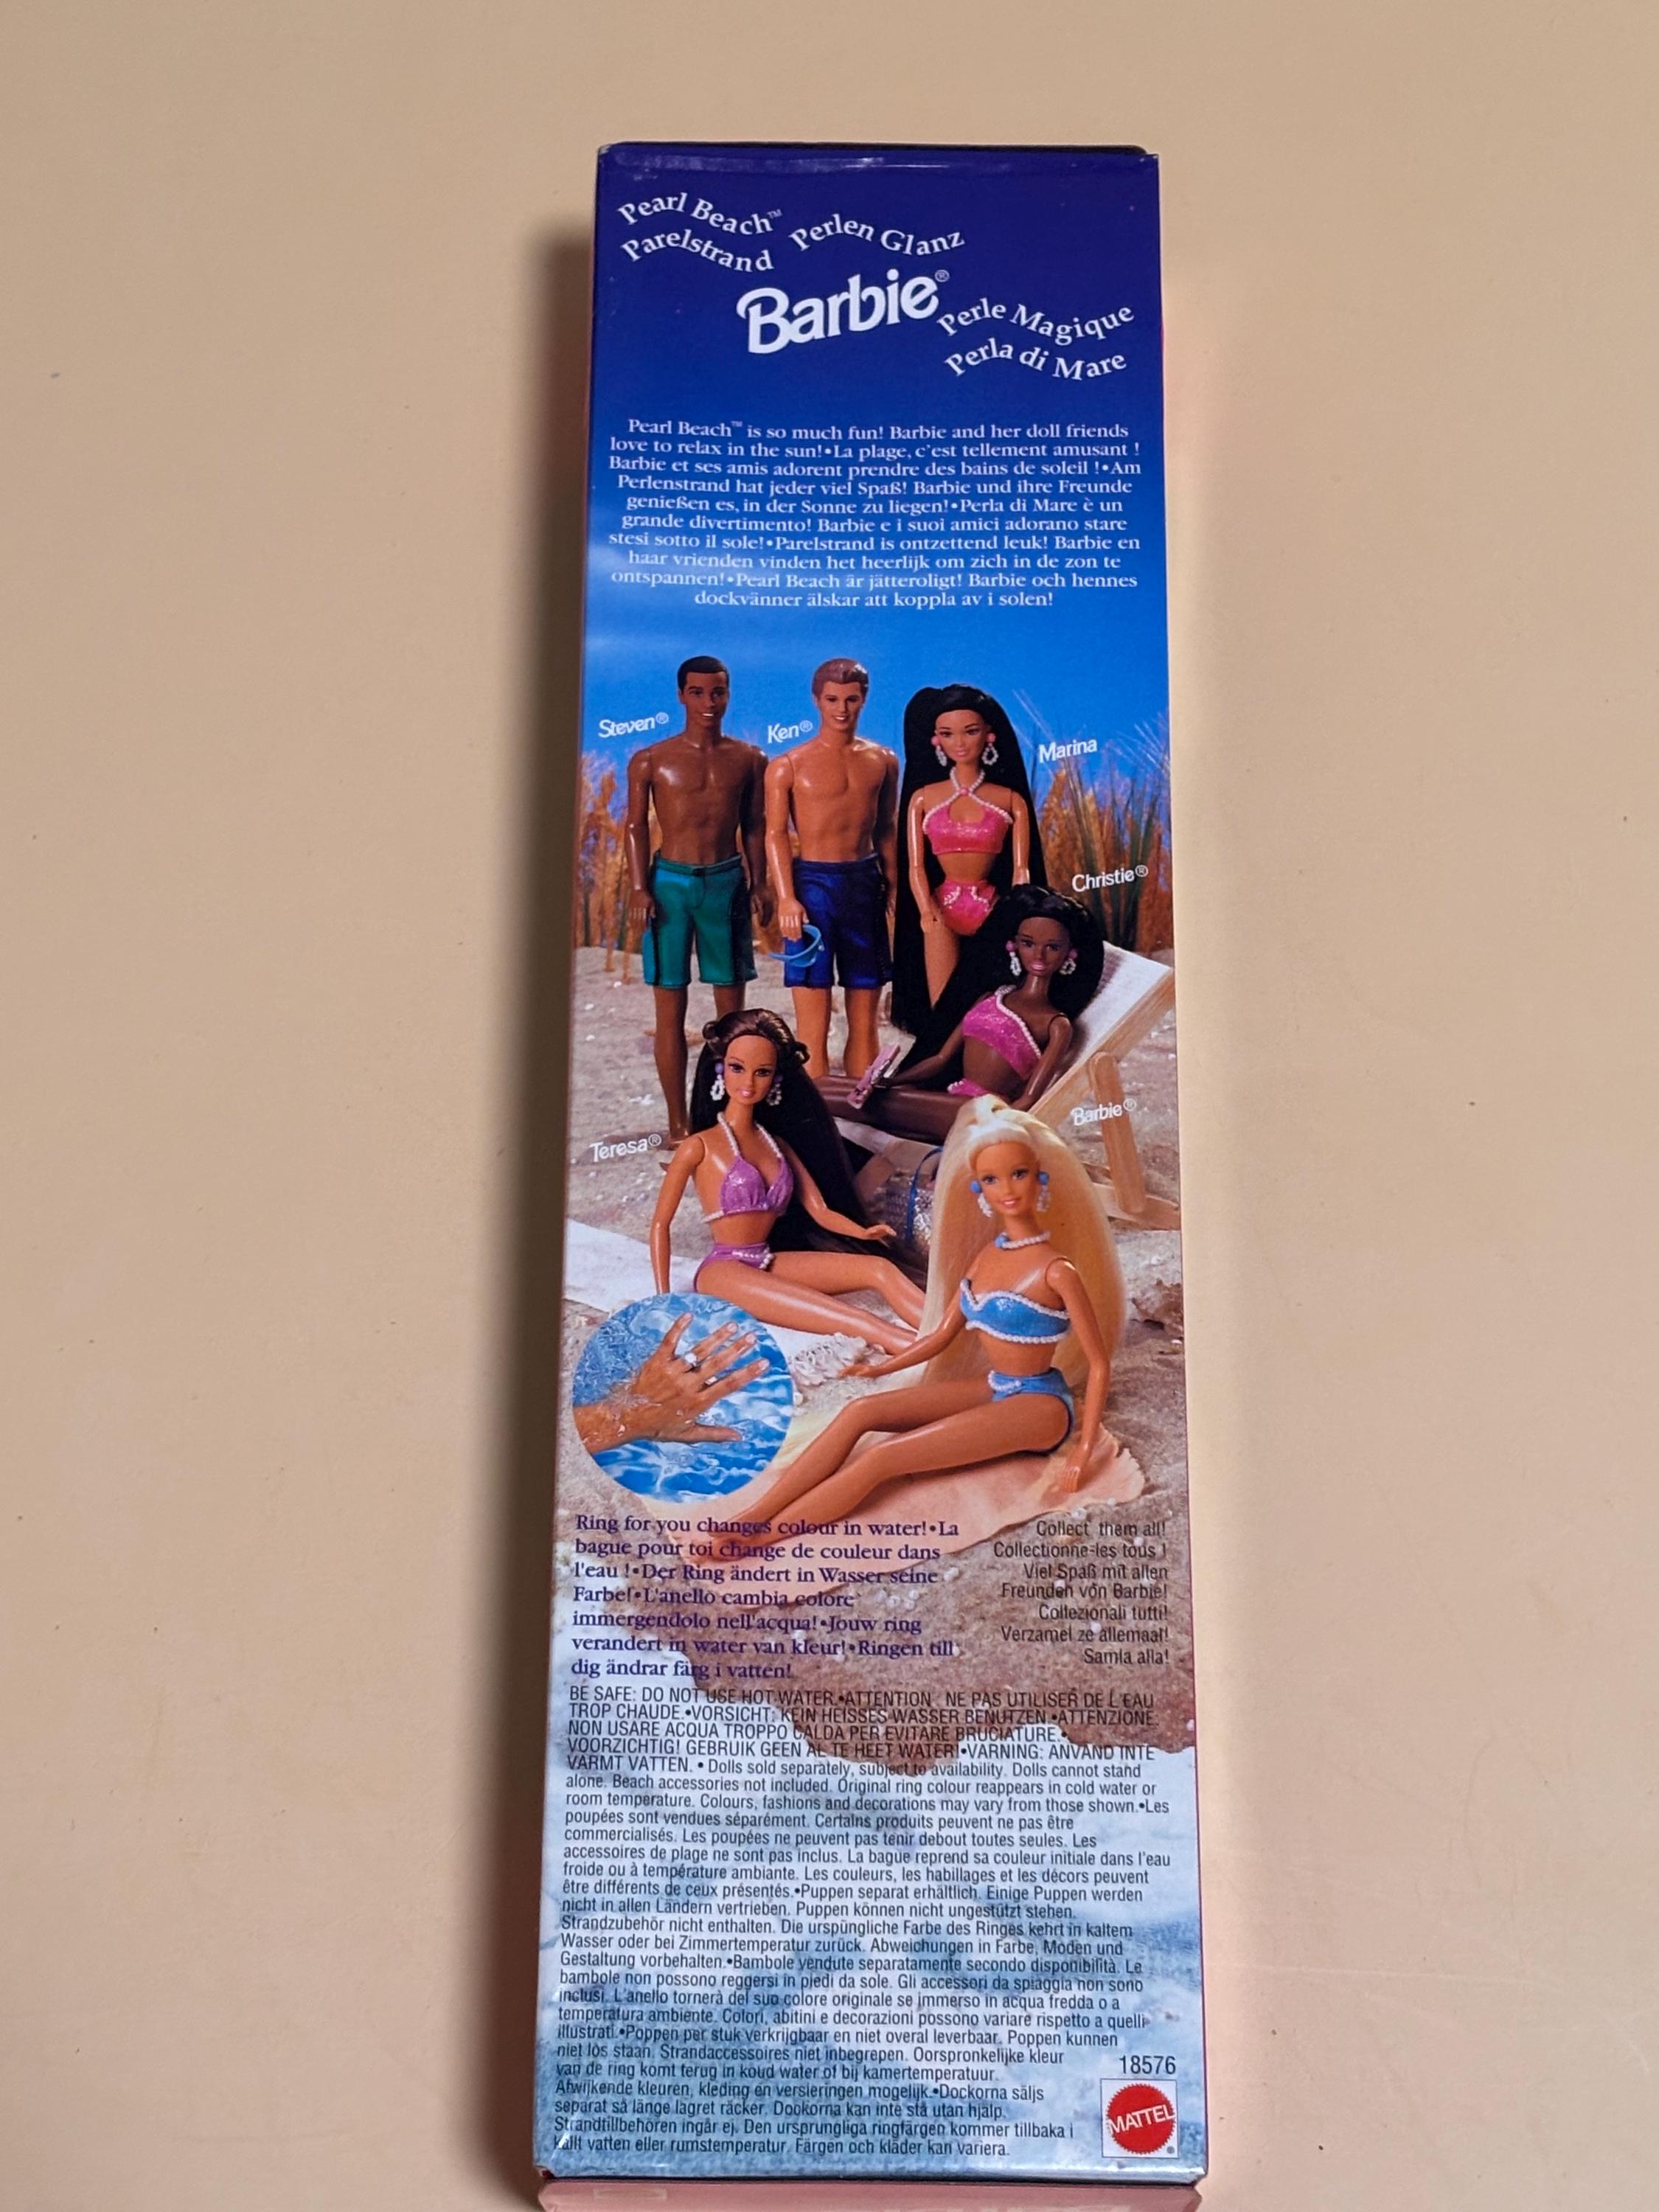 Pearl Beach™
Parelstrand
Perlen Glanz
Barbie®
Perle Magique
Perla di Mare
Pearl Beach™ is so much fun! Barbie and her doll friends
love to relax in the sun!•La plage, c'est tellement amusant !
Barbie et ses amis adorent prendre des bains de soleil !•Am
Perlenstrand hat jeder viel Spaß! Barbie und ihre Freunde
genießen es, in der Sonne zu liegen!•Perla di Mare è un
grande divertimento! Barbie e i suoi amici adorano stare
stesi sotto il sole!•Parelstrand is ontzettend leuk! Barbie en
haar vrienden vinden het heerlijk om zich in de zon te
ontspannen!•Pearl Beach är jätteroligt! Barbie och hennes
dockvänner älskar att koppla av i solen!
Steven®
Ken®
Marina
Christie®
Teresa®
Barbie®
Ring for you changes colour in water!•La
bague pour toi change de couleur dans
l'eau !•Der Ring ändert in Wasser seine
Farbe!•L'anello cambia colore
immergendolo nell'acqua!•Jouw ring
verandert in water van kleur!•Ringen till
dig ändrar färg i vatten!
Collect them all!
Collectionne-les tous !
Viel Spaß mit allen
Freunden von Barbie!
Collezionali tutti!
Verzamel ze allemaal!
Samla alla!
BE SAFE: DO NOT USE HOT WATER.•ATTENTION : NE PAS UTILISER DE L'EAU
TROP CHAUDE.•VORSICHT: KEIN HEISSES WASSER BENUTZEN.•ATTENZIONE:
NON USARE ACQUA TROPPO CALDA PER EVITARE BRUCIATURE.•
VOORZICHTIG! GEBRUIK GEEN AL TE HEET WATER!•VARNING: ANVÄND INTE
VARMT VATTEN. • Dolls sold separately, subject to availability. Dolls cannot stand
alone. Beach accessories not included. Original ring colour reappears in cold water or
room temperature. Colours, fashions and decorations may vary from those shown.•Les
poupées sont vendues séparément. Certains produits peuvent ne pas être
commercialisés. Les poupées ne peuvent pas tenir debout toutes seules. Les
accessoires de plage ne sont pas inclus. La bague reprend sa couleur initiale dans l'eau
froide ou à température ambiante. Les couleurs, les habillages et les décors peuvent
être différents de ceux présentés.•Puppen separat erhältlich. Einige Puppen werden
nicht in allen Ländern vertrieben. Puppen können nicht ungestützt stehen.
Strandzubehör nicht enthalten. Die urspüngliche Farbe des Ringes kehrt in kaltem
Wasser oder bei Zimmertemperatur zurück. Abweichungen in Farbe, Moden und
Gestaltung vorbehalten.•Bambole vendute separatamente secondo disponibilità. Le
bambole non possono reggersi in piedi da sole. Gli accessori da spiaggia non sono
inclusi. L'anello tornerà del suo colore originale se immerso in acqua fredda o a
temperatura ambiente. Colori, abitini e decorazioni possono variare rispetto a quelli
illustrati.•Poppen per stuk verkrijgbaar en niet overal leverbaar. Poppen kunnen
niet los staan. Strandaccessoires niet inbegrepen. Oorspronkelijke kleur
van de ring komt terug in koud water of bij kamertemperatuur.
Afwijkende kleuren, kleding en versieringen mogelijk.•Dockorna säljs
separat så länge lagret räcker. Dockorna kan inte stå utan hjälp.
Strandtillbehören ingår ej. Den ursprungliga ringfärgen kommer tillbaka i
kallt vatten eller rumstemperatur. Färgen och kläder kan variera.
18576
MATTEL